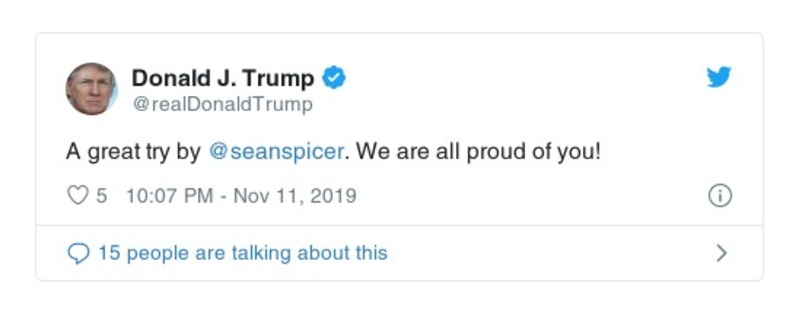 Donald J. Trump
@realDonaldTrump
A great try by @seanspicer. We are all proud of you!
5 10:07 PM - Nov 11, 2019
15 people are talking about this